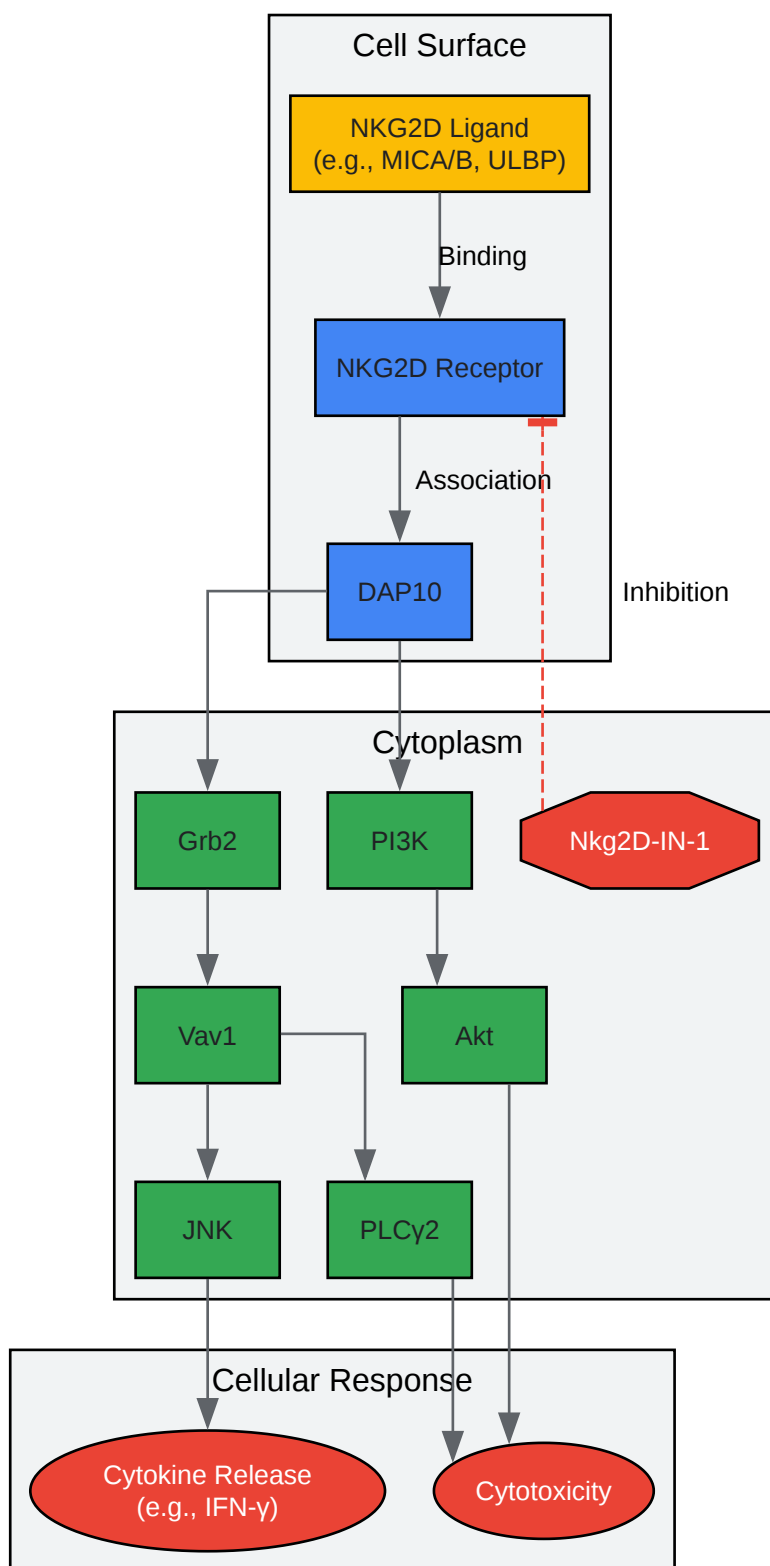 Cell Surface
NKG2D Ligand
(e.g., MICA/B, ULBP)
Binding
NKG2D Receptor
Association
DAP10
Inhibition
Cytoplasm
Grb2
PI3K
Nkg2D-IN-1
Vav1
Akt
JNK
PLCγ2
Cellular Response
Cytokine Release
(e.g., IFN-γ)
Cytotoxicity